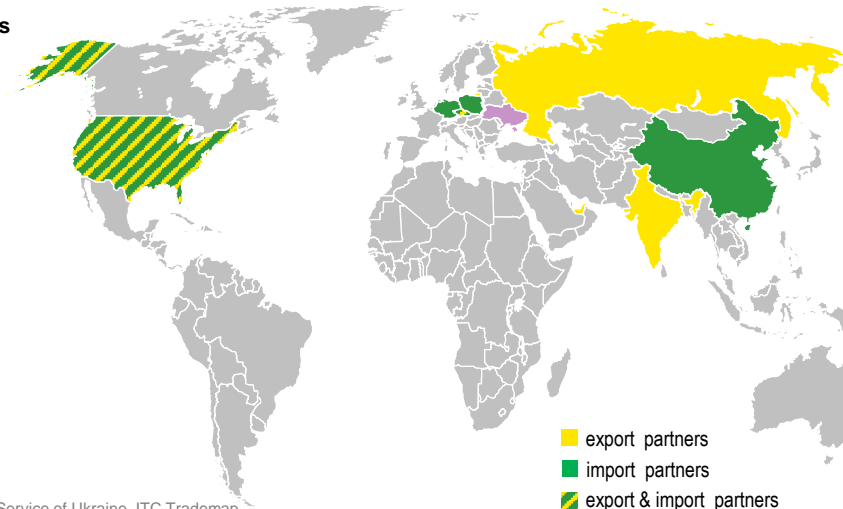 s
export partners
import partners
export & import partners
Service of Ukraine, ITC Trademap